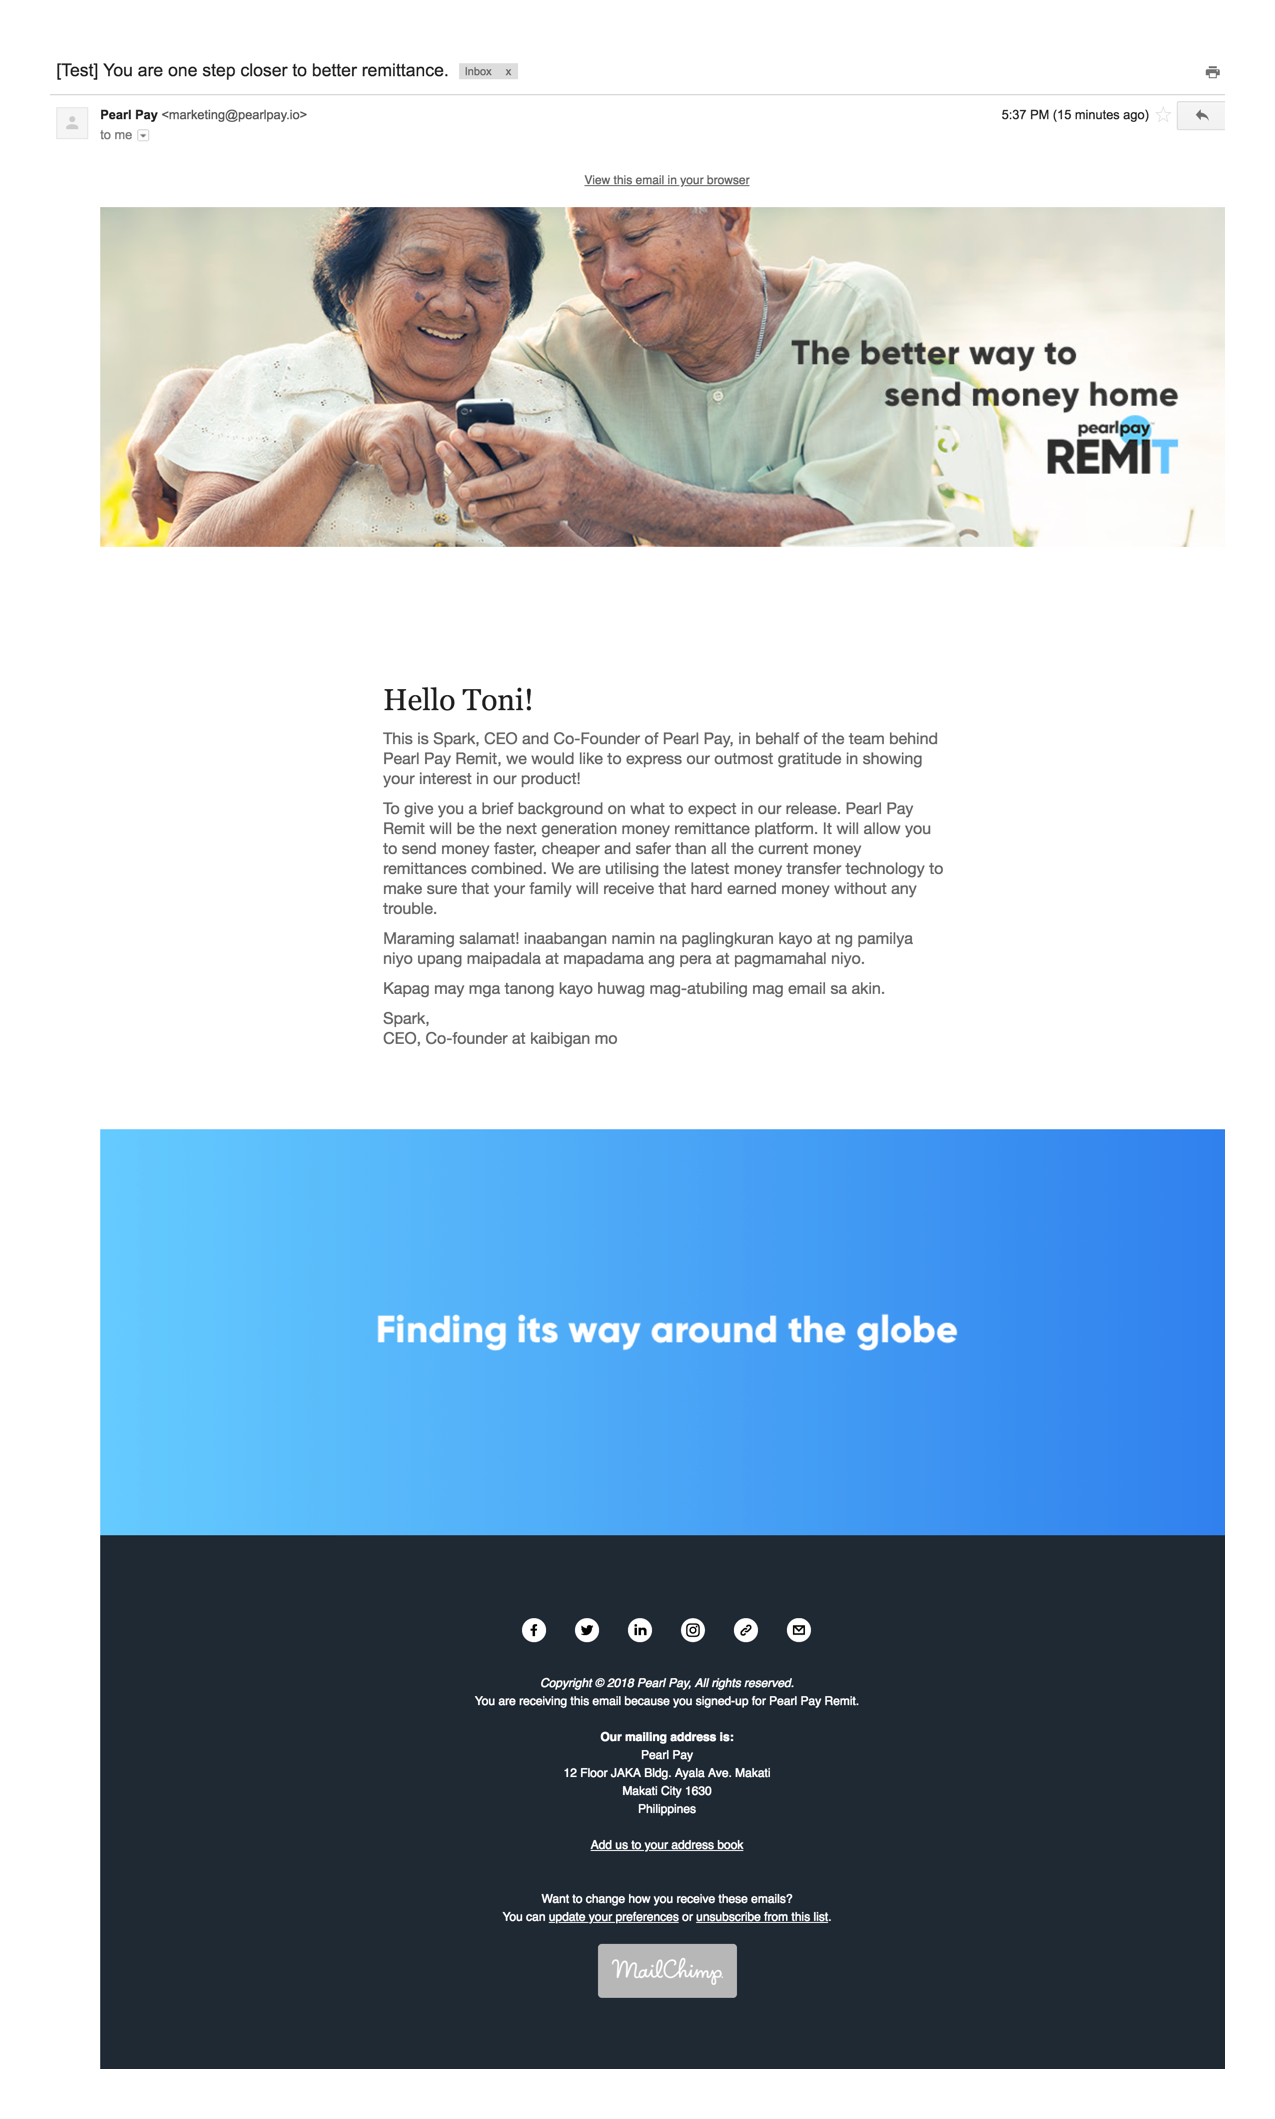 [Test] You are one step closer to better remittance. Inbox x
Pearl Pay <marketing@pearlpay.io> 5:37 PM (15 minutes ago)
to me
View this email in your browser
The better way to
send money home
pearlpay
REMIT
Hello Toni!
This is Spark, CEO and Co-Founder of Pearl Pay, in behalf of the team behind
Pearl Pay Remit, we would like to express our outmost gratitude in showing
your interest in our product!
To give you a brief background on what to expect in our release. Pearl Pay
Remit will be the next generation money remittance platform. It will allow you
to send money faster, cheaper and safer than all the current money
remittances combined. We are utilising the latest money transfer technology to
make sure that your family will receive that hard earned money without any
trouble.
Maraming salamat! inaabangan namin na paglingkuran kayo at ng pamilya
niyo upang maipadala at mapadama ang pera at pagmamahal niyo.
Kapag may mga tanong kayo huwag mag-atubiling mag email sa akin.
Spark,
CEO, Co-founder at kaibigan mo
Finding its way around the globe
Copyright © 2018 Pearl Pay, All rights reserved.
You are receiving this email because you signed-up for Pearl Pay Remit.
Our mailing address is:
Pearl Pay
12 Floor JAKA Bldg. Ayala Ave. Makati
Makati City 1630
Philippines
Add us to your address book
Want to change how you receive these emails?
You can update your preferences or unsubscribe from this list.
MailChimp